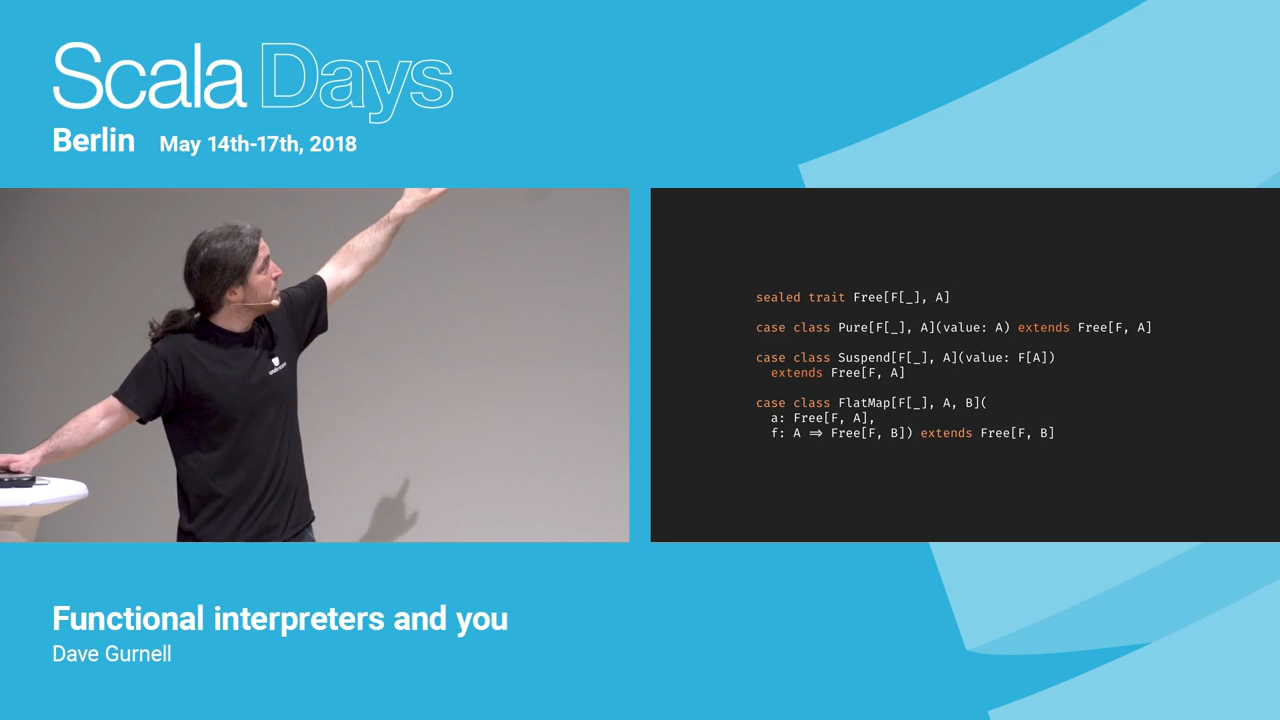 Scala Days
Berlin May 14th-17th, 2018
sealed trait Free[F[_], A]
case class Pure[F[_], A](value: A) extends Free[F, A]
case class Suspend[F[_], A](value: F[A])
extends Free[F, A]
case class FlatMap[F[_], A, B](
a: Free[F, A],
f: A ⇒ Free[F, B]) extends Free[F, B]
Functional interpreters and you
Dave Gurnell